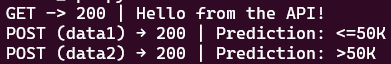 GET —> 200 | Hello from the API!
POST (data1) → 200 | Prediction: <=50K
POST (data2) → 200 | Prediction: >50K